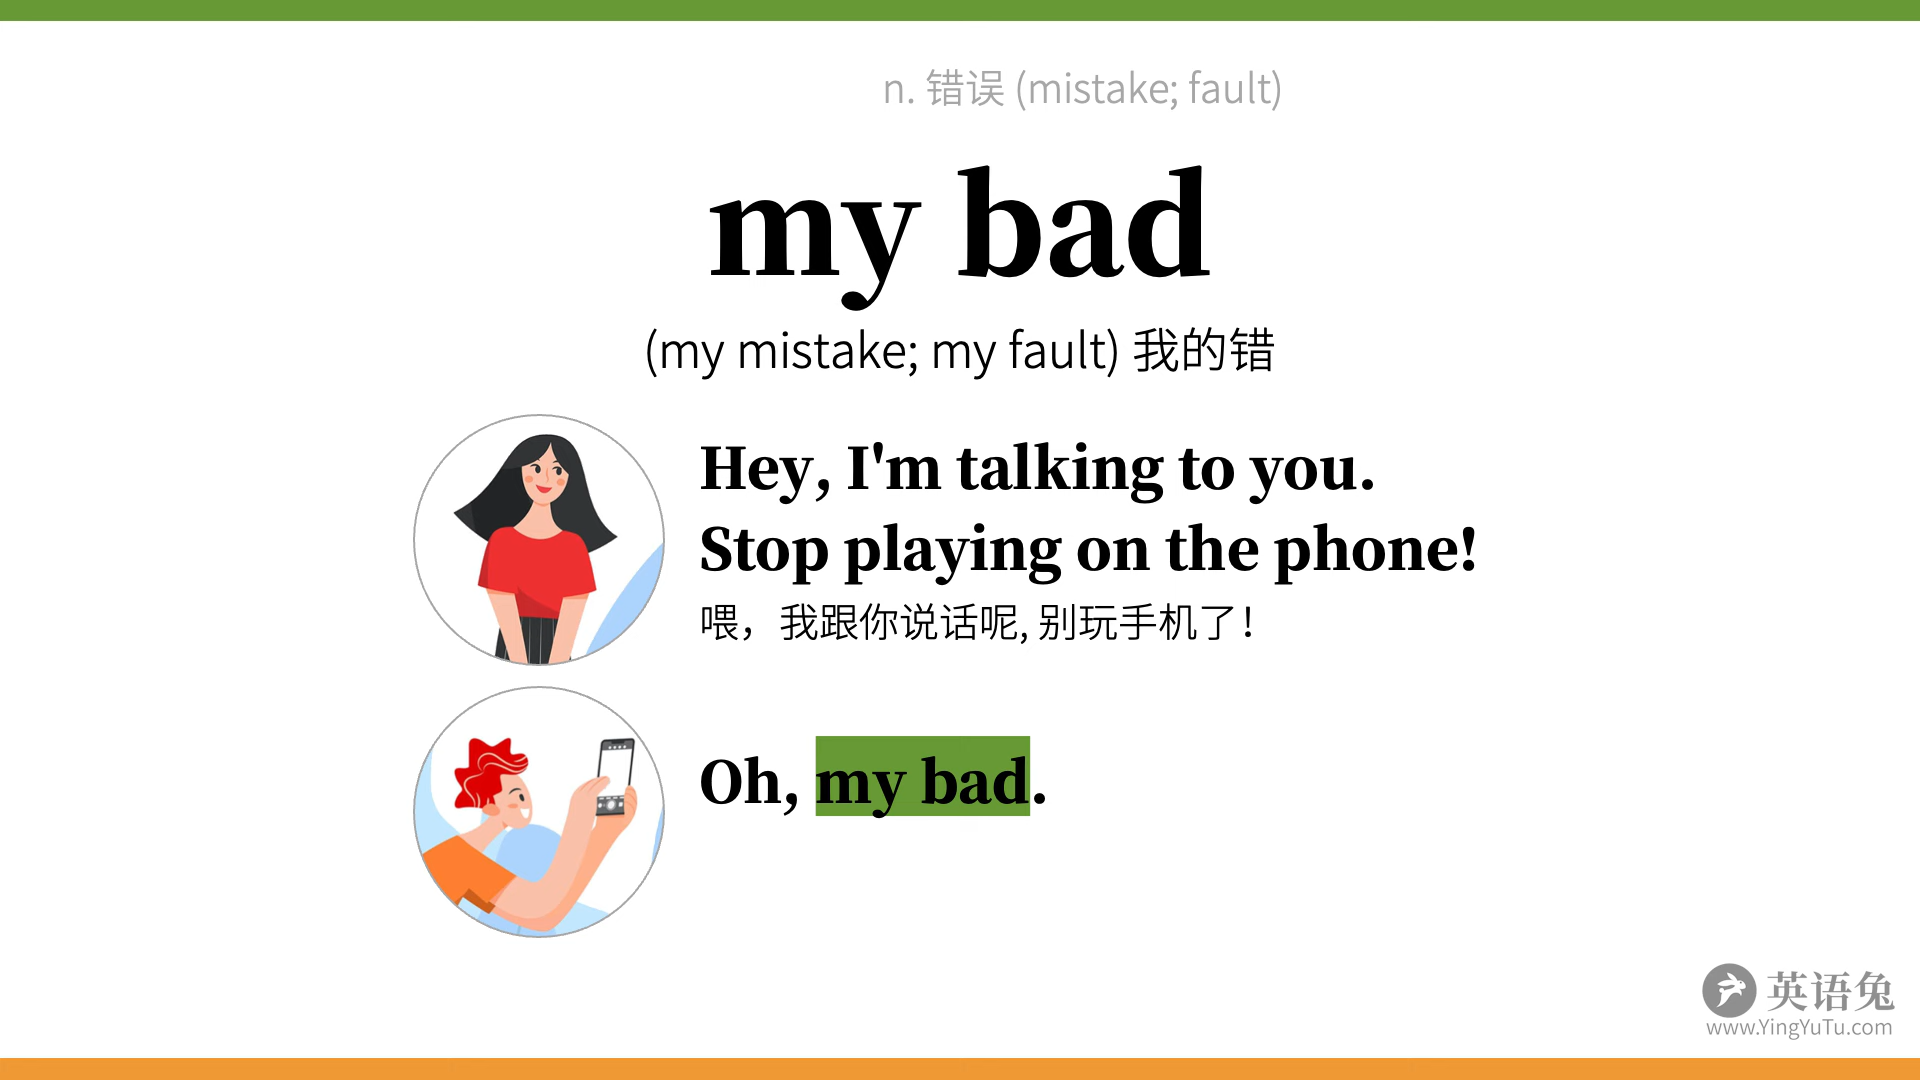 n. 错误 (mistake; fault)
my bad
(my mistake; my fault) 我的错
Hey, I'm talking to you.
Stop playing on the phone!
喂，我跟你说话呢, 别玩手机了！
Oh, my bad.
英语兔
www.YingYuTu.com